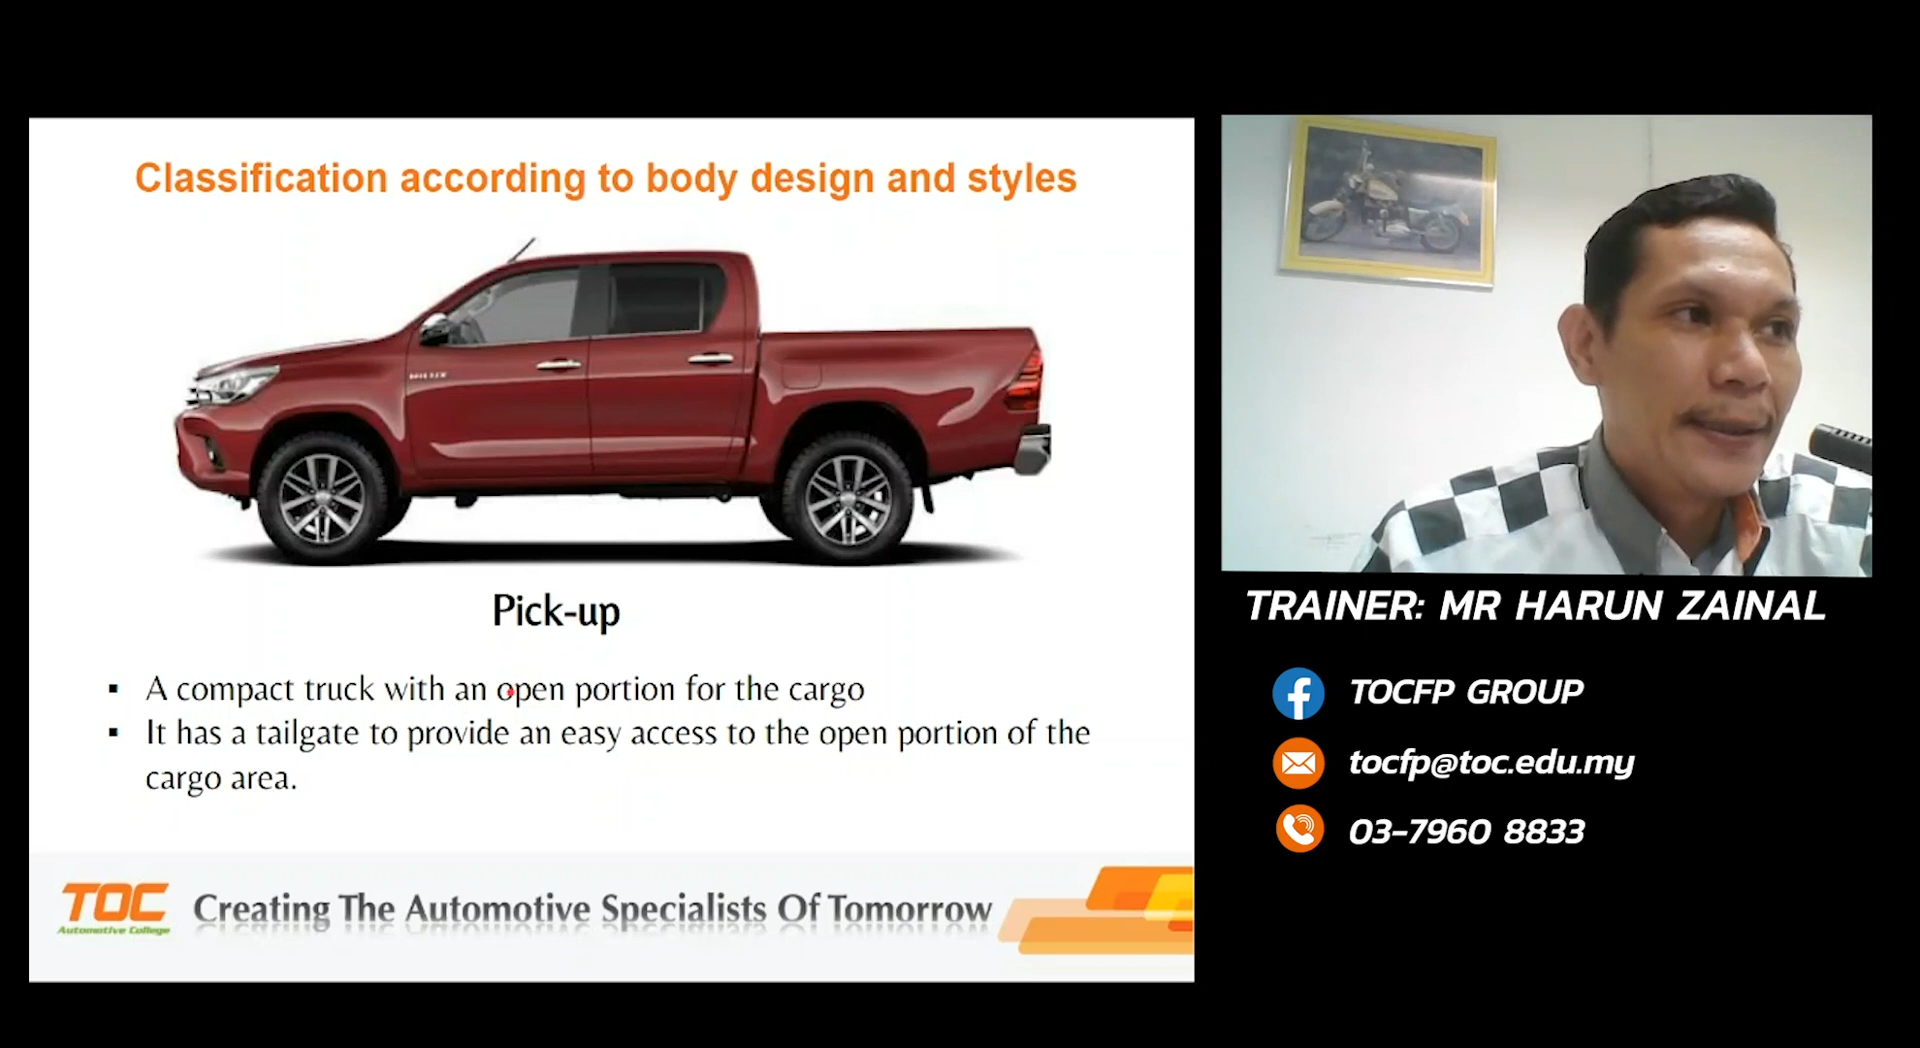 Classification according to body design and styles
HILUX
Pick-up
▪ A compact truck with an open portion for the cargo
▪ It has a tailgate to provide an easy access to the open portion of the
cargo area.
TOC
Automotive College
Creating The Automotive Specialists Of Tomorrow
TRAINER: MR HARUN ZAINAL
TOCFP GROUP
tocfp@toc.edu.my
03-7960 8833